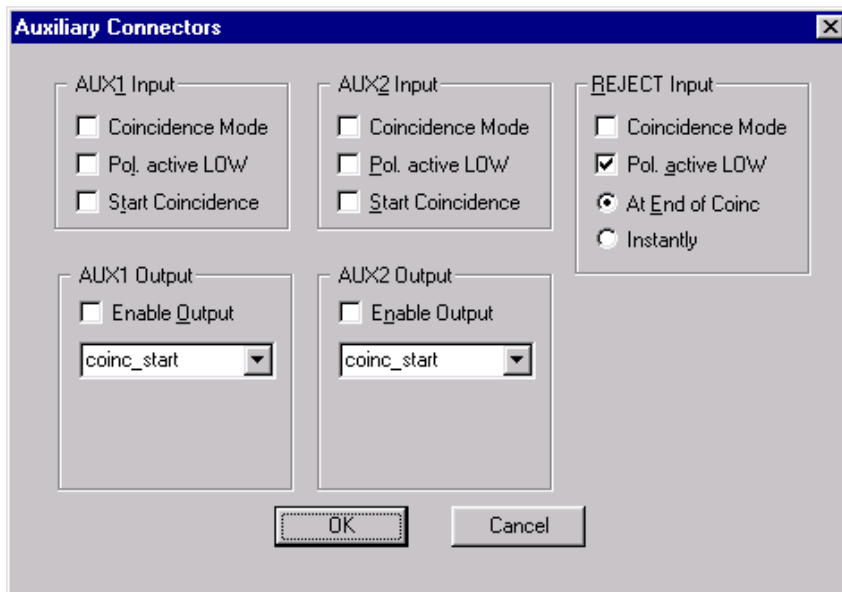 Auxiliary Connectors
AUX1 Input
Coincidence Mode
Pol. active LOW
Start Coincidence
AUX2 Input
Coincidence Mode
Pol. active LOW
Start Coincidence
REJECT Input
Coincidence Mode
Pol. active LOW
At End of Coinc
Instantly
AUX1 Output
Enable Output
coinc_start
AUX2 Output
Enable Output
coinc_start
OK
Cancel